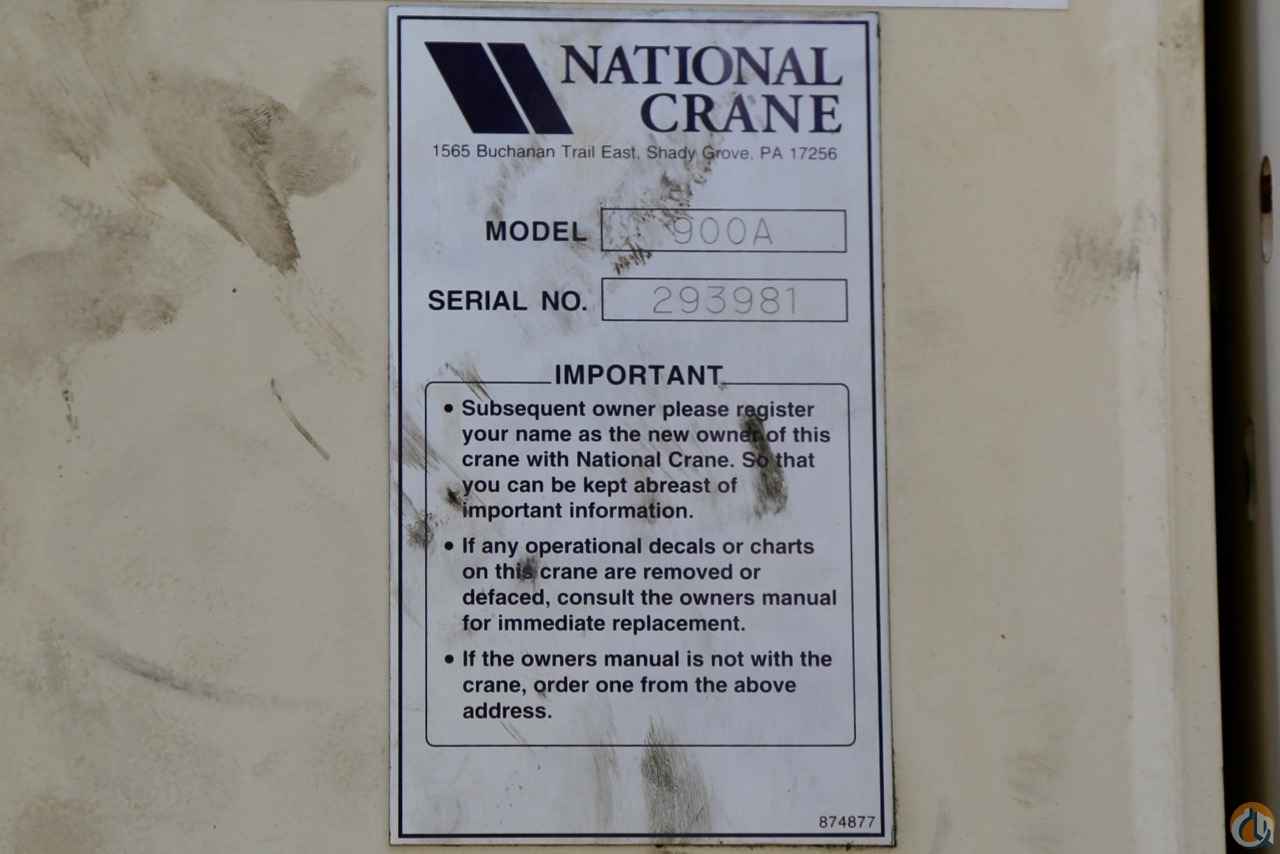 NATIONAL
CRANE
1565 Buchanan Trail East, Shady Grove, PA 17256
MODEL 900A
SERIAL NO. 293981
IMPORTANT
• Subsequent owner please register
your name as the new owner of this
crane with National Crane. So that
you can be kept abreast of
important information.
• If any operational decals or charts
on this crane are removed or
defaced, consult the owners manual
for immediate replacement.
• If the owners manual is not with the
crane, order one from the above
address.
874877